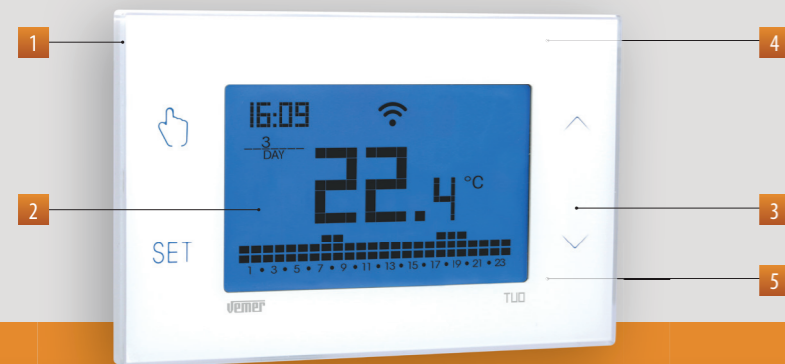 1
4
16:09
3
DAY
22.4 °C
2
3
SET
1 • 3 • 5 • 7 • 9 • 11 • 13 • 15 • 17 • 19 • 21 • 23
5
Vemer
TUO